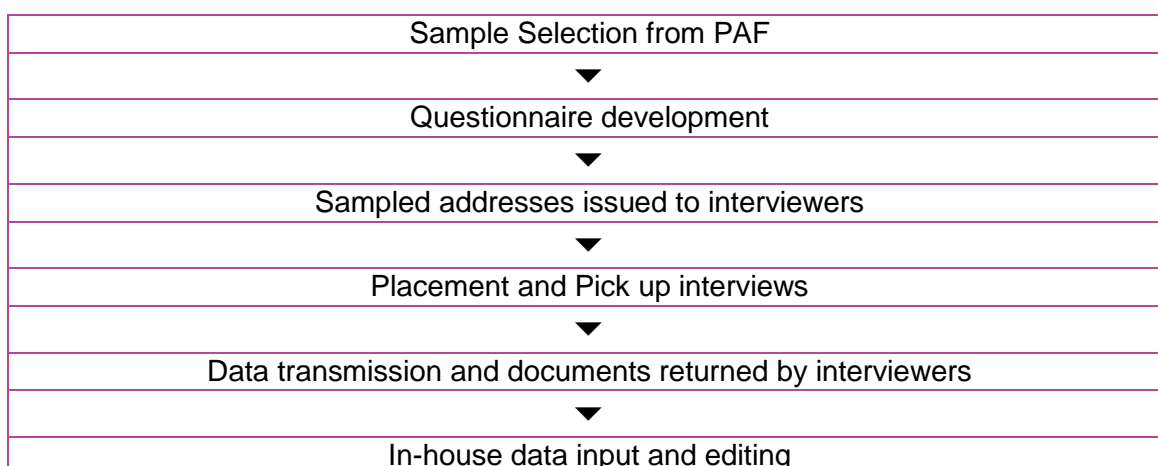 Sample Selection from PAF
Questionnaire development
Sampled addresses issued to interviewers
Placement and Pick up interviews
Data transmission and documents returned by interviewers
In-house data input and editing